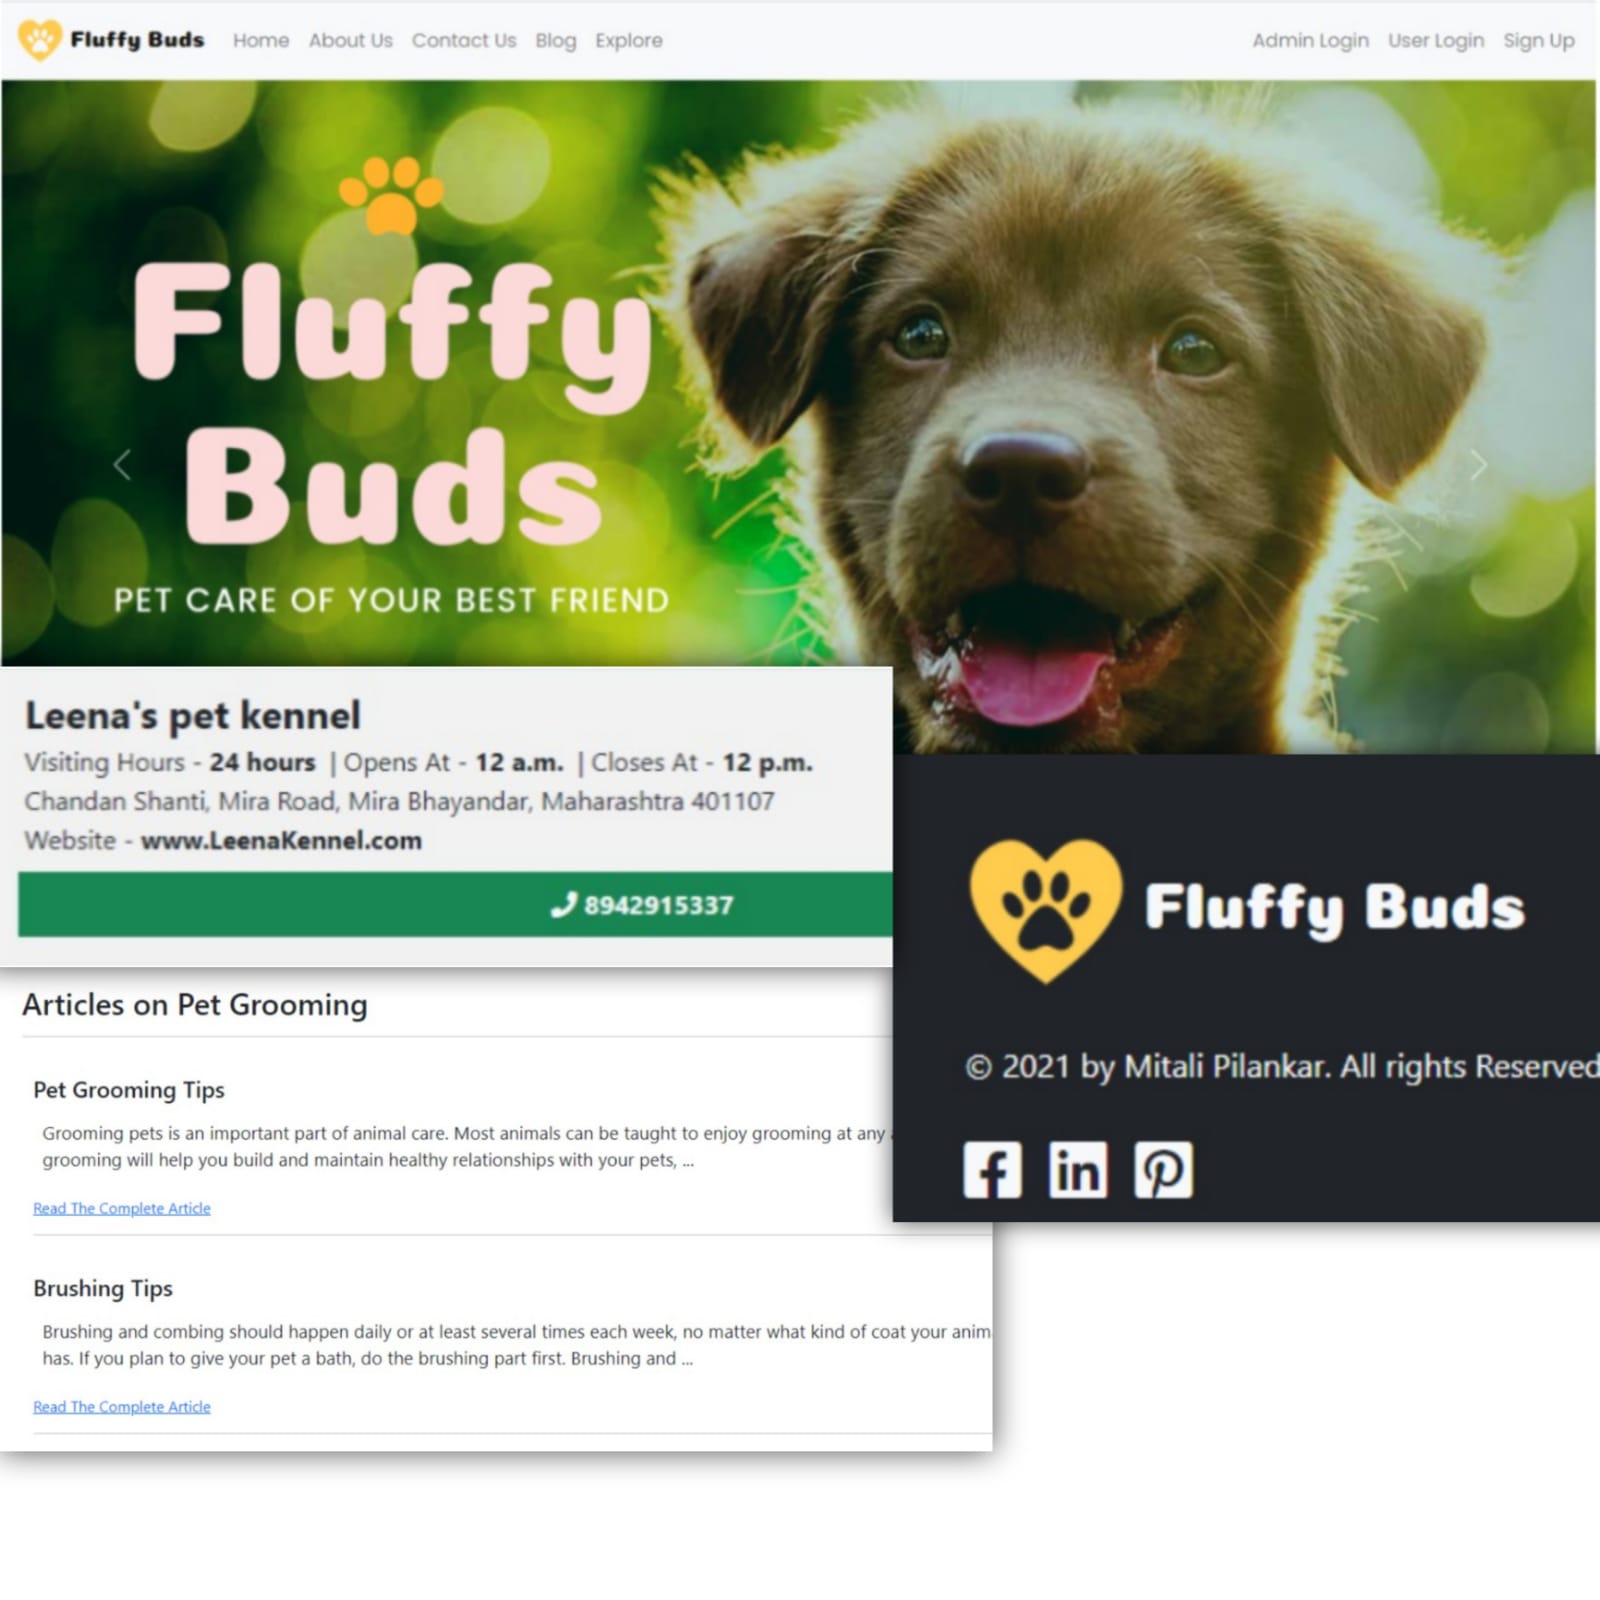 Fluffy Buds Home About Us Contact Us Blog Explore Admin Login User Login Sign Up
Fluffy
Buds
PET CARE OF YOUR BEST FRIEND
Leena's pet kennel
Visiting Hours - 24 hours | Opens At - 12 a.m. | Closes At - 12 p.m.
Chandan Shanti, Mira Road, Mira Bhayandar, Maharashtra 401107
Website - www.LeenaKennel.com
8942915337
Fluffy Buds
© 2021 by Mitali Pilankar. All rights Reserved
f in P
Articles on Pet Grooming
Pet Grooming Tips
Grooming pets is an important part of animal care. Most animals can be taught to enjoy grooming at any
grooming will help you build and maintain healthy relationships with your pets, ...
Read The Complete Article
Brushing Tips
Brushing and combing should happen daily or at least several times each week, no matter what kind of coat your anim
has. If you plan to give your pet a bath, do the brushing part first. Brushing and ...
Read The Complete Article